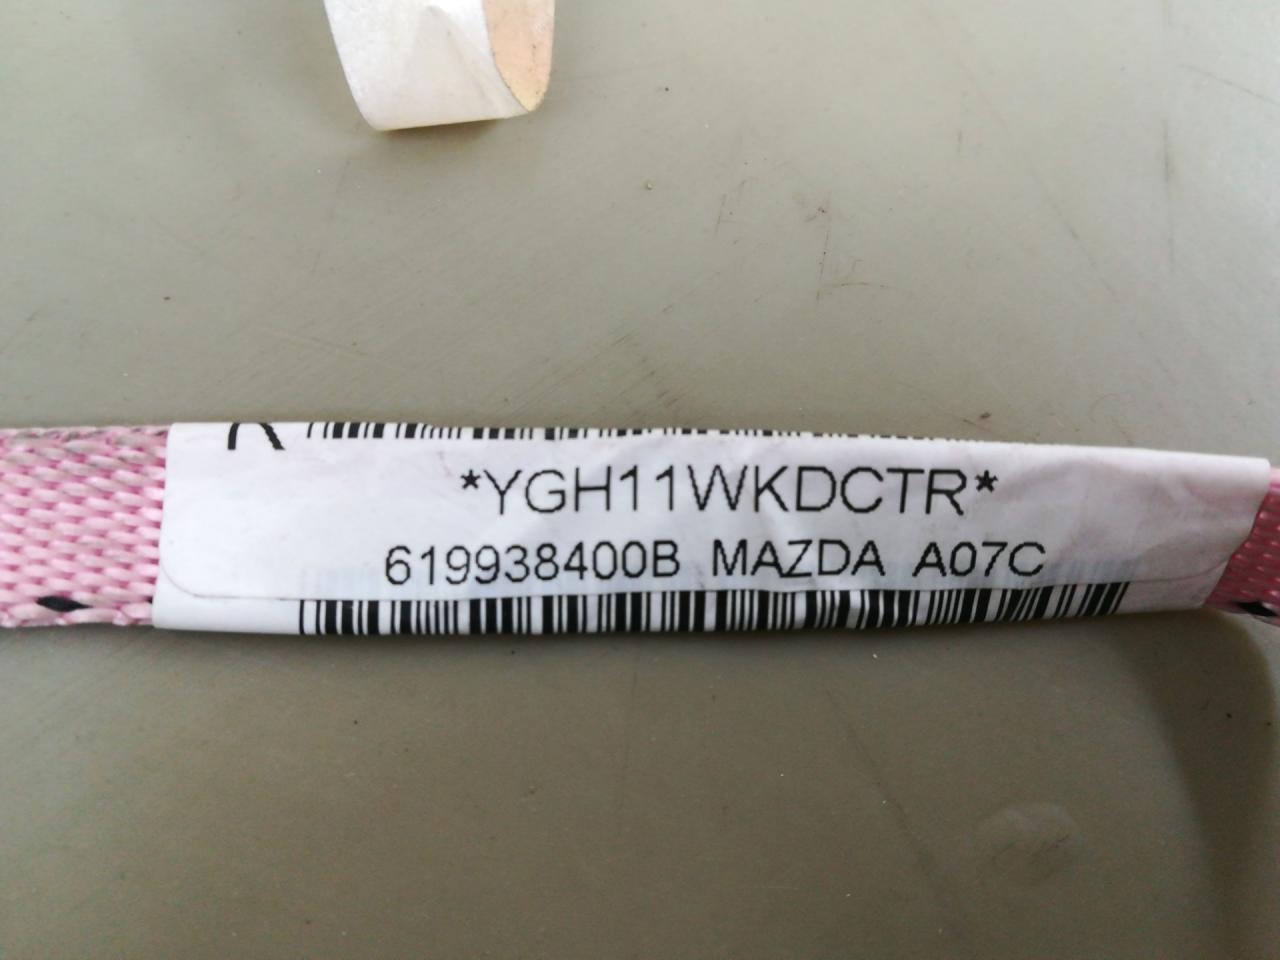 R
*YGH11WKDCTR*
619938400B MAZDA A07C